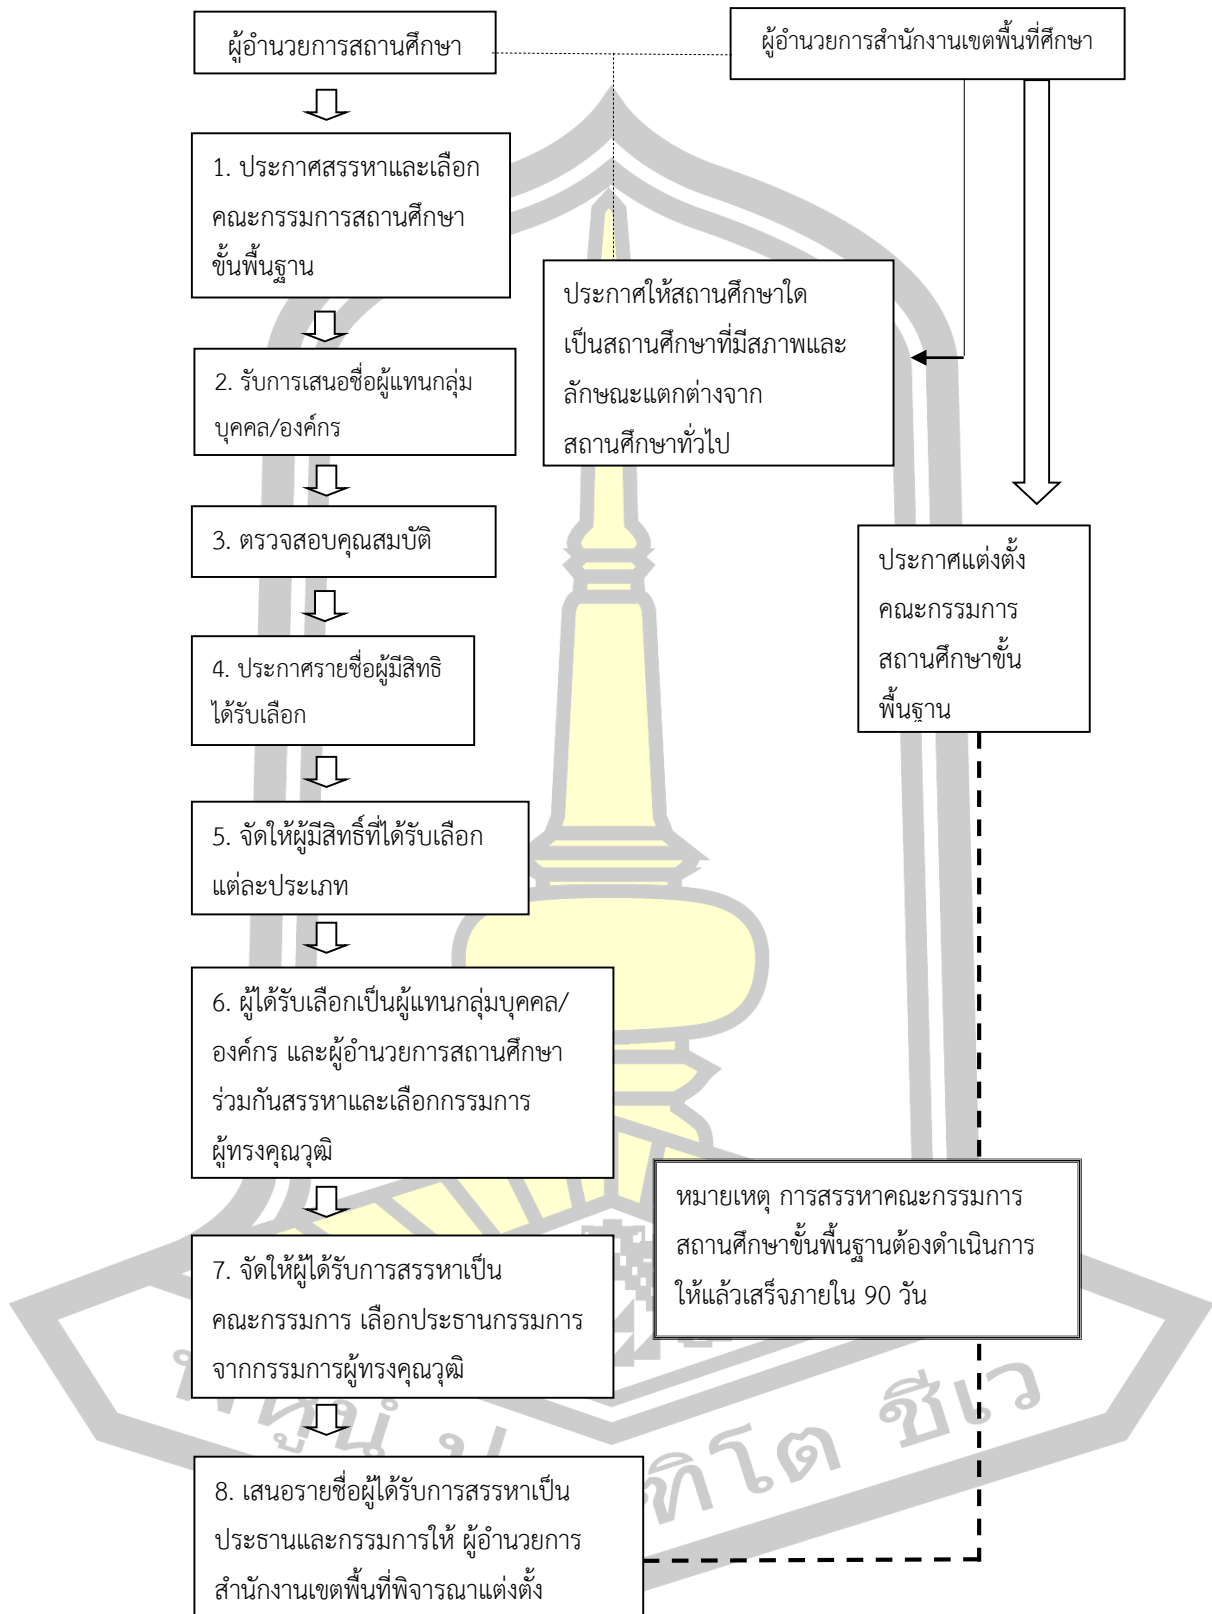 ผู้อำนวยการสถานศึกษา
ผู้อำนวยการสำนักงานเขตพื้นที่ศึกษา
1. ประกาศสรรหาและเลือก
คณะกรรมการสถานศึกษา
ขั้นพื้นฐาน
ประกาศให้สถานศึกษาใด
เป็นสถานศึกษาที่มีสภาพและ
ลักษณะแตกต่างจาก
สถานศึกษาทั่วไป
2. รับการเสนอชื่อผู้แทนกลุ่ม
บุคคล/องค์กร
3. ตรวจสอบคุณสมบัติ
ประกาศแต่งตั้ง
คณะกรรมการ
สถานศึกษาขั้น
พื้นฐาน
4. ประกาศรายชื่อผู้มีสิทธิ
ได้รับเลือก
5. จัดให้ผู้มีสิทธิ์ที่ได้รับเลือก
แต่ละประเภท
6. ผู้ได้รับเลือกเป็นผู้แทนกลุ่มบุคคล/
องค์กร และผู้อำนวยการสถานศึกษา
ร่วมกันสรรหาและเลือกกรรมการ
ผู้ทรงคุณวุฒิ
หมายเหตุ การสรรหาคณะกรรมการ
สถานศึกษาขั้นพื้นฐานต้องดำเนินการ
ให้แล้วเสร็จภายใน 90 วัน
7. จัดให้ผู้ได้รับการสรรหาเป็น
คณะกรรมการ เลือกประธานกรรมการ
จากกรรมการผู้ทรงคุณวุฒิ
8. เสนอรายชื่อผู้ได้รับการสรรหาเป็น
ประธานและกรรมการให้ ผู้อำนวยการ
สำนักงานเขตพื้นที่พิจารณาแต่งตั้ง
ชีเว